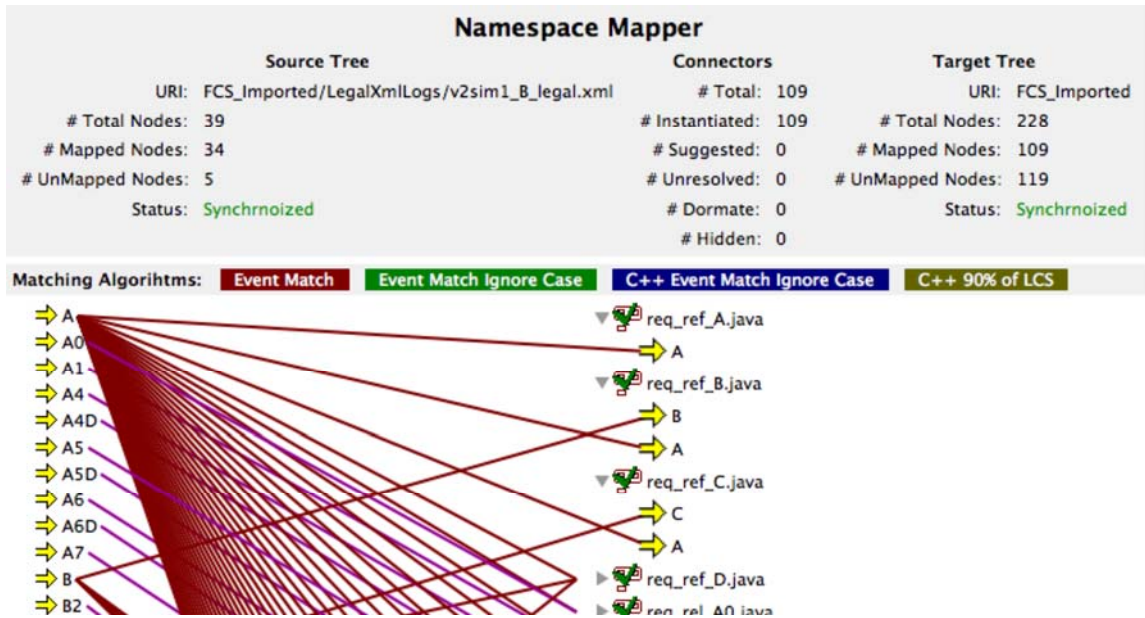 Namespace Mapper
Source Tree Connectors Target Tree
URI: FCS_Imported/LegalXmlLogs/v2sim1_B_legal.xml # Total: 109 URI: FCS_Imported
# Total Nodes: 39 # Instantiated: 109 # Total Nodes: 228
# Mapped Nodes: 34 # Suggested: 0 # Mapped Nodes: 109
# UnMapped Nodes: 5 # Unresolved: 0 # UnMapped Nodes: 119
Status: Synchrnoized # Dormate: 0 Status: Synchrnoized
# Hidden: 0
Matching Algorihtms: Event Match Event Match Ignore Case C++ Event Match Ignore Case C++ 90% of LCS
A req_ref_A.java
A0
A1 A
A4 req_ref_B.java
A4D B
A5 A
A5D req_ref_C.java
A6 C
A6D
A7 A
B req_ref_D.java
B2 req_rel_A0.java